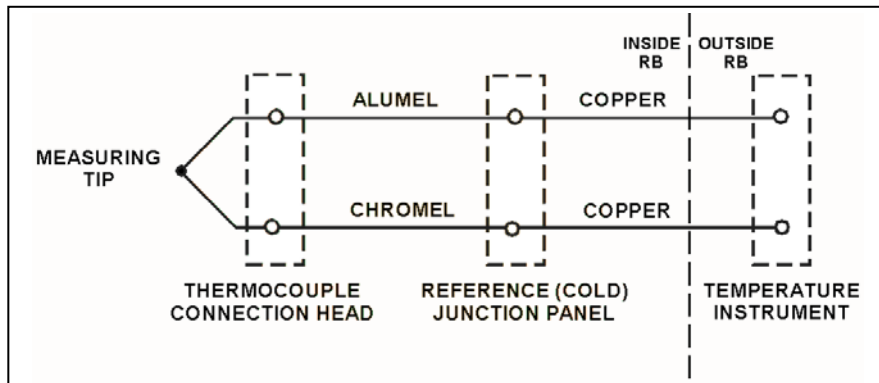 INSIDE RB
OUTSIDE RB
ALUMEL
COPPER
MEASURING TIP
CHROMEL
COPPER
THERMOCOUPLE
CONNECTION HEAD
REFERENCE (COLD)
JUNCTION PANEL
TEMPERATURE
INSTRUMENT